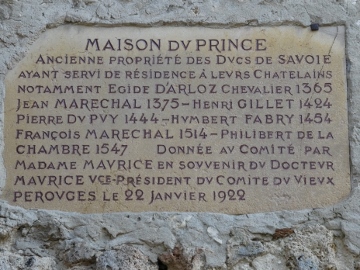 MAISON DV PRINCE
ANCIENNE PROPRIÉTÉ DES DVCS DE SAVOIE
AYANT SERVI DE RÉSIDENCE À LEVRS CHATELAINS
NOTAMMENT EGIDE D'ARLOZ CHEVALIER 1365
JEAN MARECHAL 1375 – HENRI GILLET 1424
PIERRE DV PVY 1444 – HVMBERT FABRY 1454
FRANÇOIS MARECHAL 1514 – PHILIBERT DE LA
CHAMBRE 1547 DONNÉE AV COMITÉ PAR
MADAME MAVRICE EN SOVVENIR DV DOCTEVR
MAVRICE VCE-PRÉSIDENT DV COMITE DV VIEVX
PEROVGES LE 22 JANVIER 1922